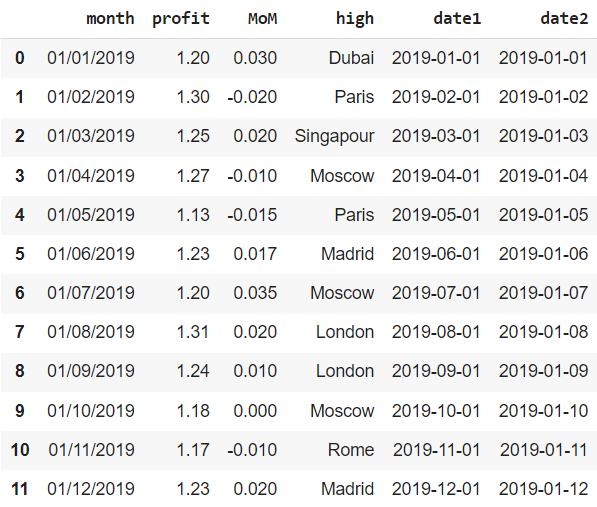 month profit MoM high date1 date2
0 01/01/2019 1.20 0.030 Dubai 2019-01-01 2019-01-01
1 01/02/2019 1.30 -0.020 Paris 2019-02-01 2019-01-02
2 01/03/2019 1.25 0.020 Singapour 2019-03-01 2019-01-03
3 01/04/2019 1.27 -0.010 Moscow 2019-04-01 2019-01-04
4 01/05/2019 1.13 -0.015 Paris 2019-05-01 2019-01-05
5 01/06/2019 1.23 0.017 Madrid 2019-06-01 2019-01-06
6 01/07/2019 1.20 0.035 Moscow 2019-07-01 2019-01-07
7 01/08/2019 1.31 0.020 London 2019-08-01 2019-01-08
8 01/09/2019 1.24 0.010 London 2019-09-01 2019-01-09
9 01/10/2019 1.18 0.000 Moscow 2019-10-01 2019-01-10
10 01/11/2019 1.17 -0.010 Rome 2019-11-01 2019-01-11
11 01/12/2019 1.23 0.020 Madrid 2019-12-01 2019-01-12